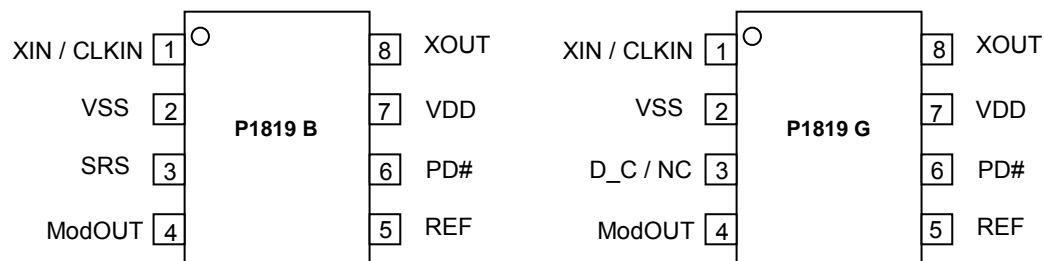 XIN / CLKIN 1 8 XOUT
VSS 2 7 VDD
P1819 B
SRS 3 6 PD#
ModOUT 4 5 REF
XIN / CLKIN 1 8 XOUT
VSS 2 7 VDD
P1819 G
D_C / NC 3 6 PD#
ModOUT 4 5 REF